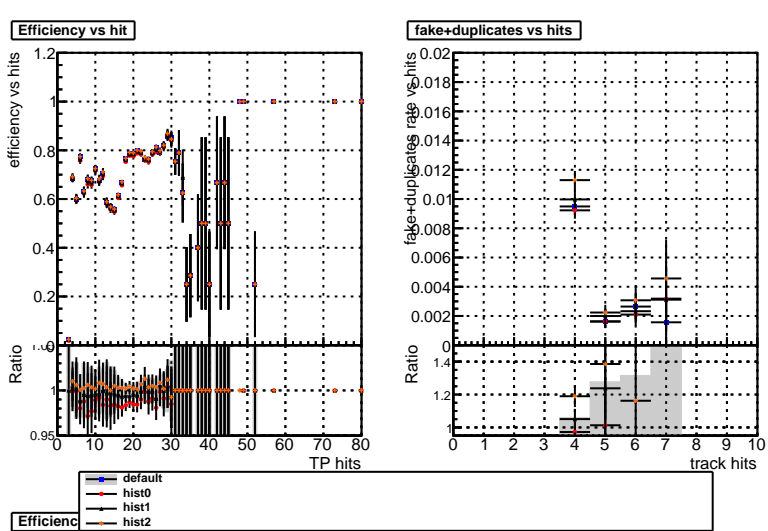 Efficiency vs hit
efficiency vs hits
1.2
1
0.8
0.6
0.4
0.2
0
Ratio
1
0.95
0 10 20 30 40 50 60 70 80
TP hits
fake+duplicates vs hits
fake+duplicates rate vs hits
0.02
0.018
0.016
0.014
0.012
0.01
0.008
0.006
0.004
0.002
0
Ratio
1.4
1.2
1
0 1 2 3 4 5 6 7 8 9 10
track hits
default
hist0
hist1
hist2
Efficienc